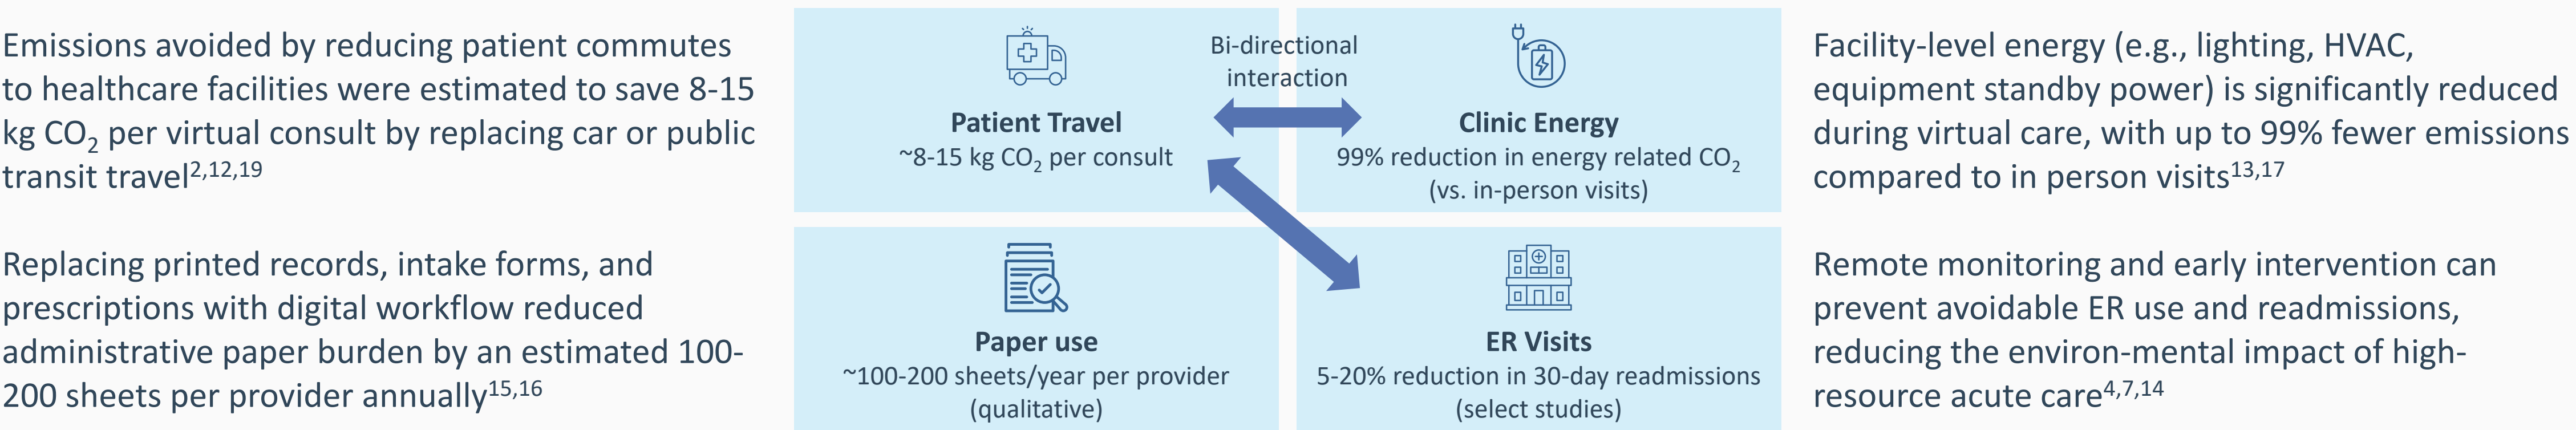 Emissions avoided by reducing patient commutes
to healthcare facilities were estimated to save 8-15
kg CO₂ per virtual consult by replacing car or public
transit travel²,¹²,¹⁹
Replacing printed records, intake forms, and
prescriptions with digital workflow reduced
administrative paper burden by an estimated 100-
200 sheets per provider annually¹⁵,¹⁶
Patient Travel
~8-15 kg CO₂ per consult
Bi-directional
interaction
Clinic Energy
99% reduction in energy related CO₂
(vs. in-person visits)
Paper use
~100-200 sheets/year per provider
(qualitative)
ER Visits
5-20% reduction in 30-day readmissions
(select studies)
Facility-level energy (e.g., lighting, HVAC,
equipment standby power) is significantly reduced
during virtual care, with up to 99% fewer emissions
compared to in person visits¹³,¹⁷
Remote monitoring and early intervention can
prevent avoidable ER use and readmissions,
reducing the environ-mental impact of high-
resource acute care⁴,⁷,¹⁴